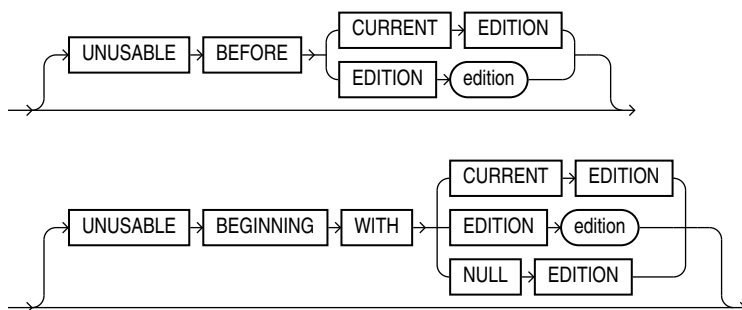 CURRENT EDITION
UNUSABLE BEFORE
EDITION edition
CURRENT EDITION
UNUSABLE BEGINNING WITH EDITION edition
NULL EDITION